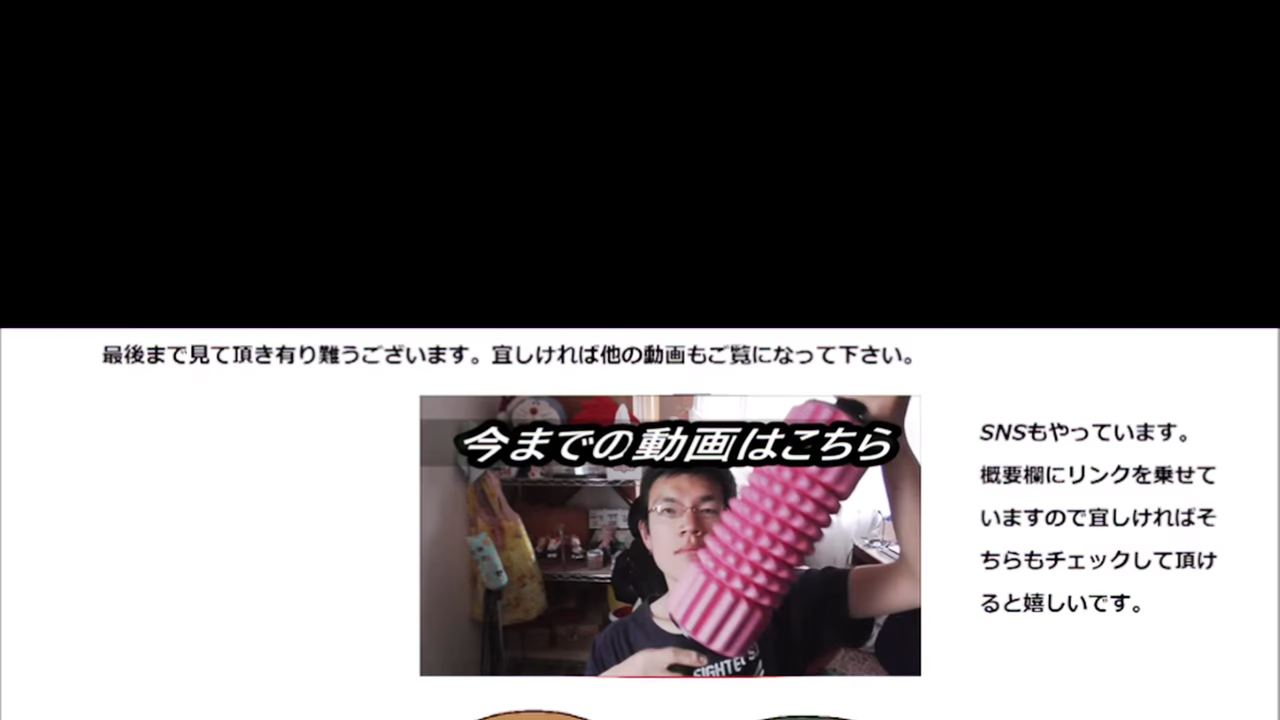 最後まで見て頂き有り難うございます。宜しければ他の動画もご覧になって下さい。
今までの動画はこちら
SNSもやっています。
概要欄にリンクを乗せて
いますので宜しければそ
ちらもチェックして頂け
ると嬉しいです。